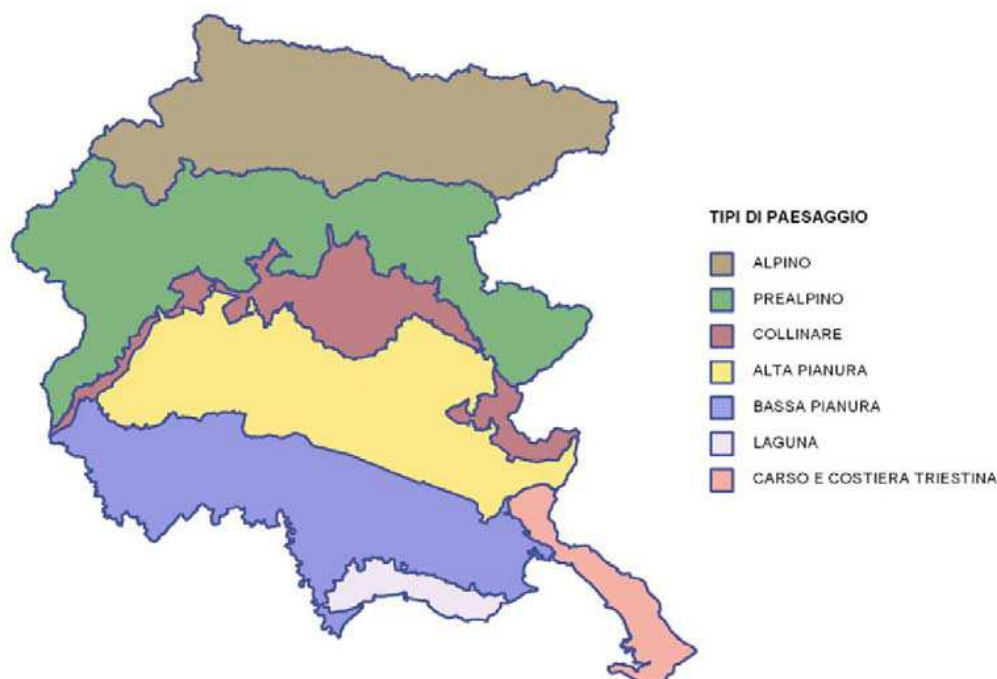 TIPI DI PAESAGGIO
ALPINO
PREALPINO
COLLINARE
ALTA PIANURA
BASSA PIANURA
LAGUNA
CARSO E COSTIERA TRIESTINA